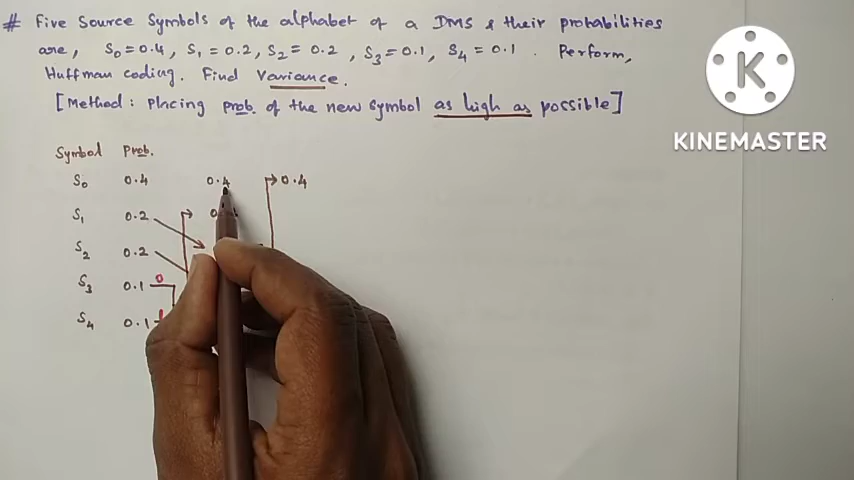 # Five Source Symbols of the alphabet of a DMS & their probabilities
are, S0 = 0.4, S1 = 0.2, S2 = 0.2, S3 = 0.1, S4 = 0.1. Perform,
Huffman coding. Find Variance.
[Method: Placing prob. of the new symbol as high as possible]
K
KINEMASTER
Symbol Prob.
S0 0.4 0.4 0.4
S1 0.2
S2 0.2
S3 0.1 0
S4 0.1